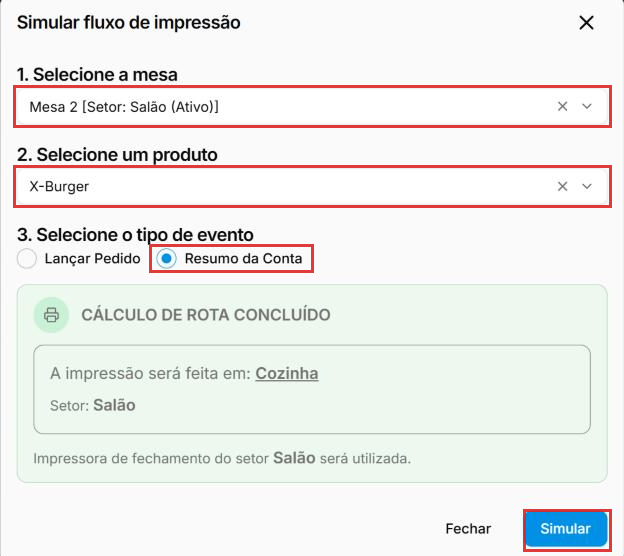 Simular fluxo de impressão
1. Selecione a mesa
Mesa 2 [Setor: Salão (Ativo)]
2. Selecione um produto
X-Burger
3. Selecione o tipo de evento
Lançar Pedido Resumo da Conta
CÁLCULO DE ROTA CONCLUÍDO
A impressão será feita em: Cozinha
Setor: Salão
Impressora de fechamento do setor Salão será utilizada.
Fechar Simular